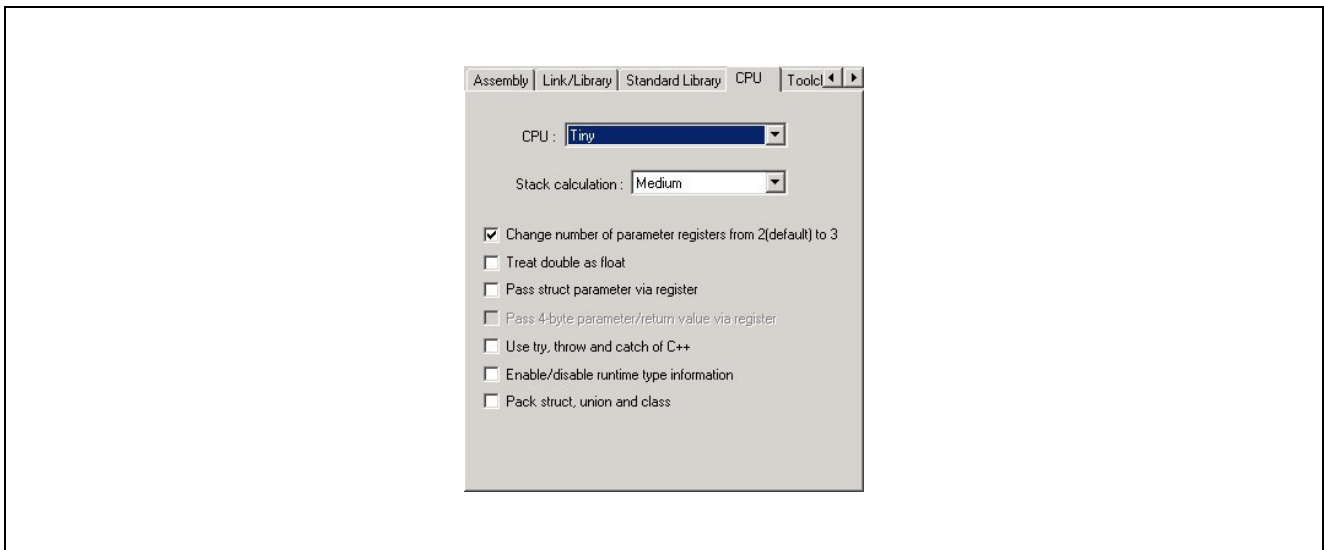 Assembly Link/Library Standard Library CPU Toolcl
CPU : Tiny
Stack calculation : Medium
Change number of parameter registers from 2(default) to 3
Treat double as float
Pass struct parameter via register
Pass 4-byte parameter/return value via register
Use try, throw and catch of C++
Enable/disable runtime type information
Pack struct, union and class